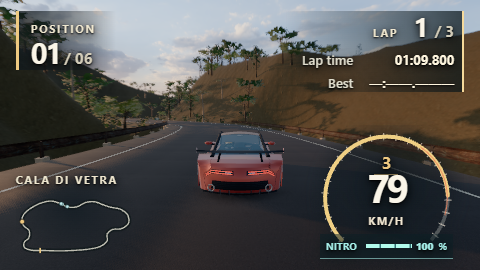 POSITION
01 / 06
LAP 1 / 3
Lap time 01:09.800
Best --:--.---
CALA DI VETRA
3
79
KM/H
NITRO 100 %